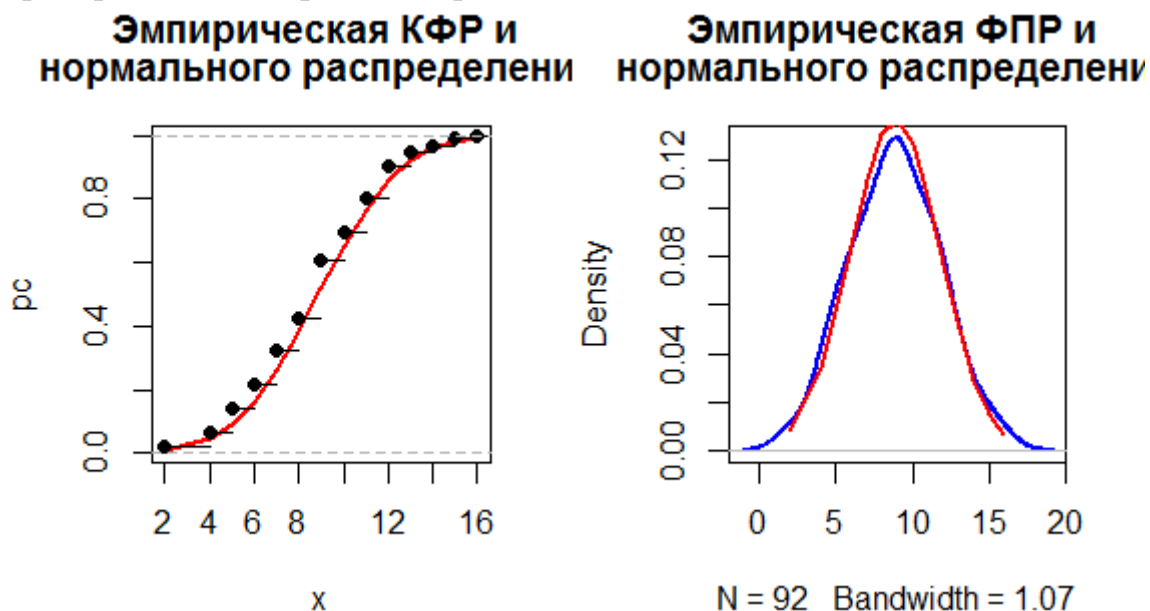 Эмпирическая КФР и
нормального распределени
pc
0.0 0.4 0.8
2 4 6 8 12 16
x
Эмпирическая ФПР и
нормального распределени
Density
0.00 0.04 0.08 0.12
0 5 10 15 20
N = 92 Bandwidth = 1.07